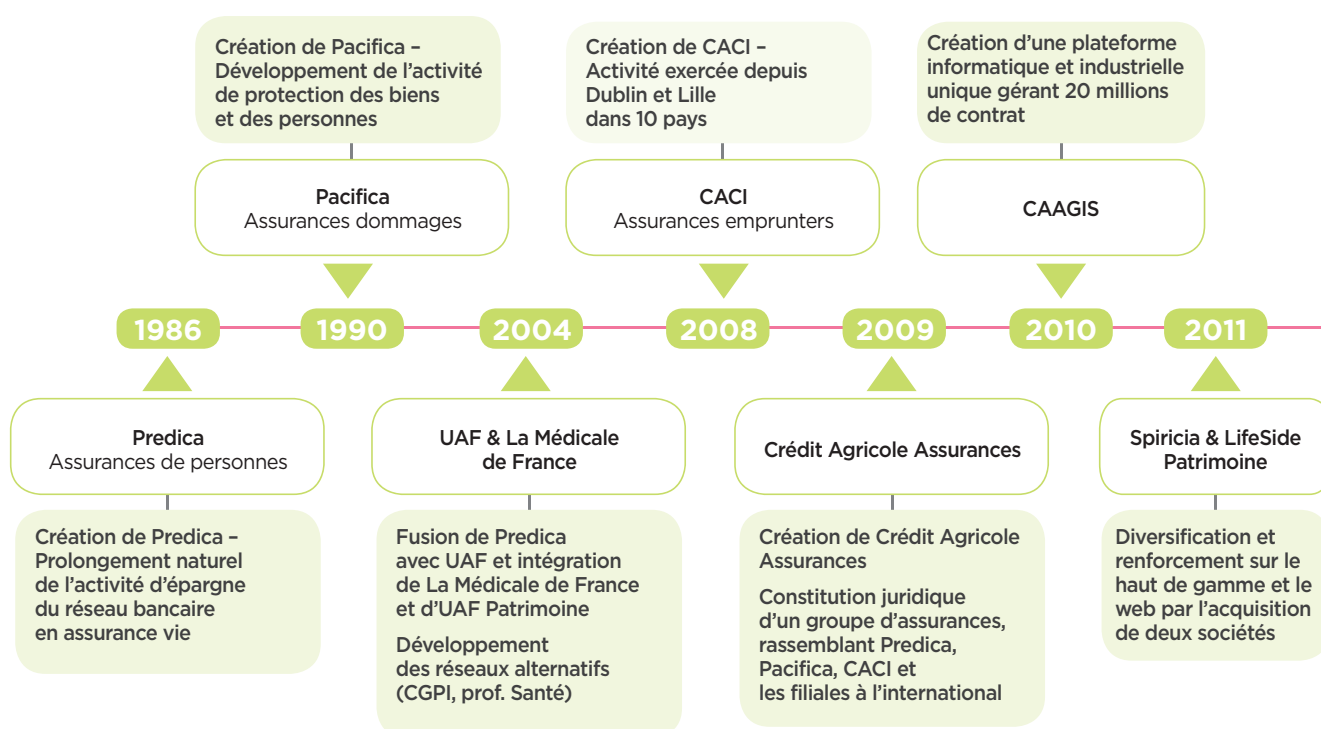 Création de Pacifica –
Développement de l'activité
de protection des biens
et des personnes
Création de CACI –
Activité exercée depuis
Dublin et Lille
dans 10 pays
Création d'une plateforme
informatique et industrielle
unique gérant 20 millions
de contrat
Pacifica
Assurances dommages
CACI
Assurances emprunters
CAAGIS
1986
1990
2004
2008
2009
2010
2011
Predica
Assurances de personnes
UAF & La Médicale
de France
Crédit Agricole Assurances
Spiricia & LifeSide
Patrimoine
Création de Predica –
Prolongement naturel
de l'activité d'épargne
du réseau bancaire
en assurance vie
Fusion de Predica
avec UAF et intégration
de La Médicale de France
et d'UAF Patrimoine
Développement
des réseaux alternatifs
(CGPI, prof. Santé)
Création de Crédit Agricole
Assurances
Constitution juridique
d'un groupe d'assurances,
rassemblant Predica,
Pacifica, CACI et
les filiales à l'international
Diversification et
renforcement sur le
haut de gamme et le
web par l'acquisition
de deux sociétés